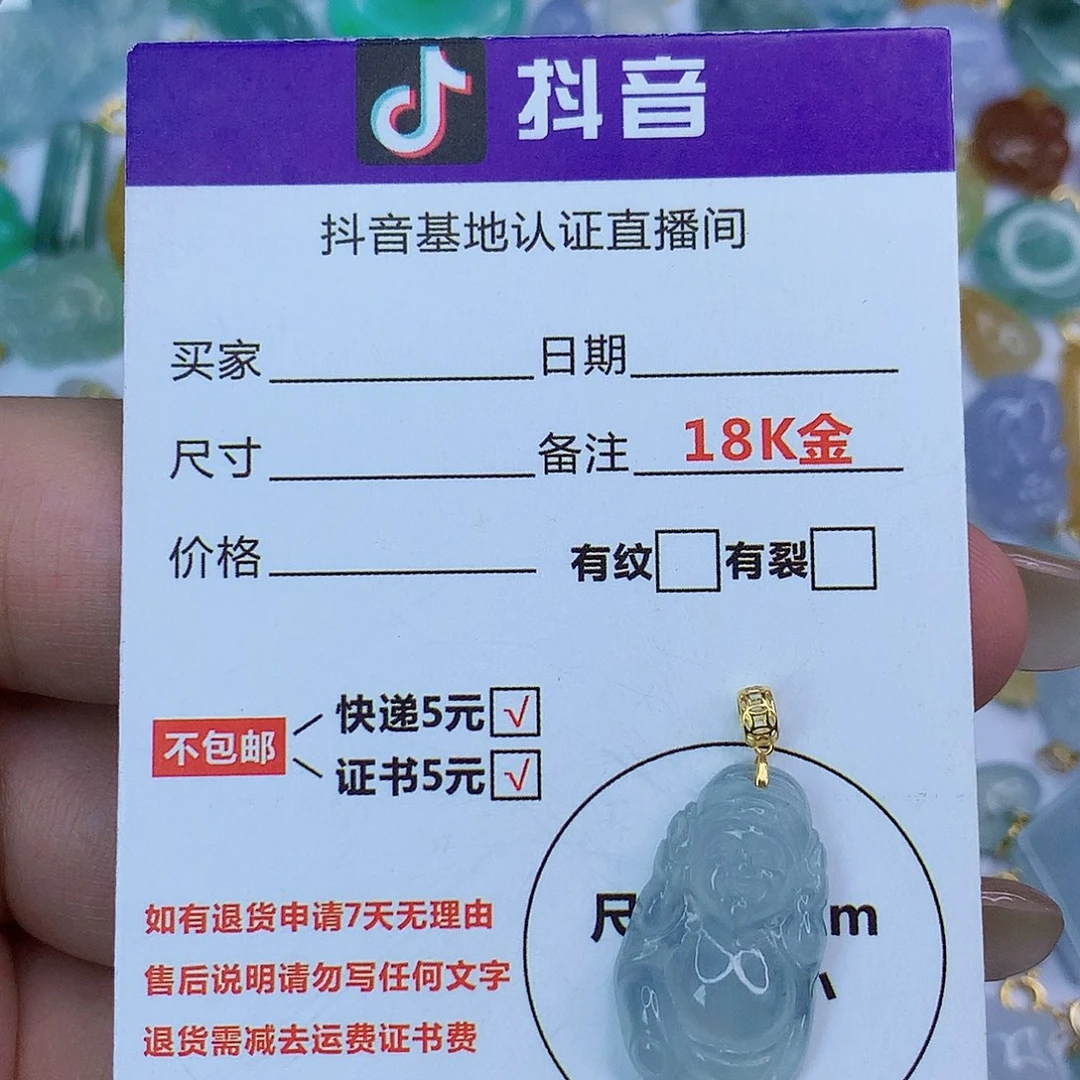 抖音
抖音基地认证直播间
买家 日期
尺寸 备注 18K金
价格 有纹 有裂
不包邮
快递5元 √
证书5元 √
如有退货申请7天无理由
售后说明请勿写任何文字
退货需减去运费证书费
尺 m